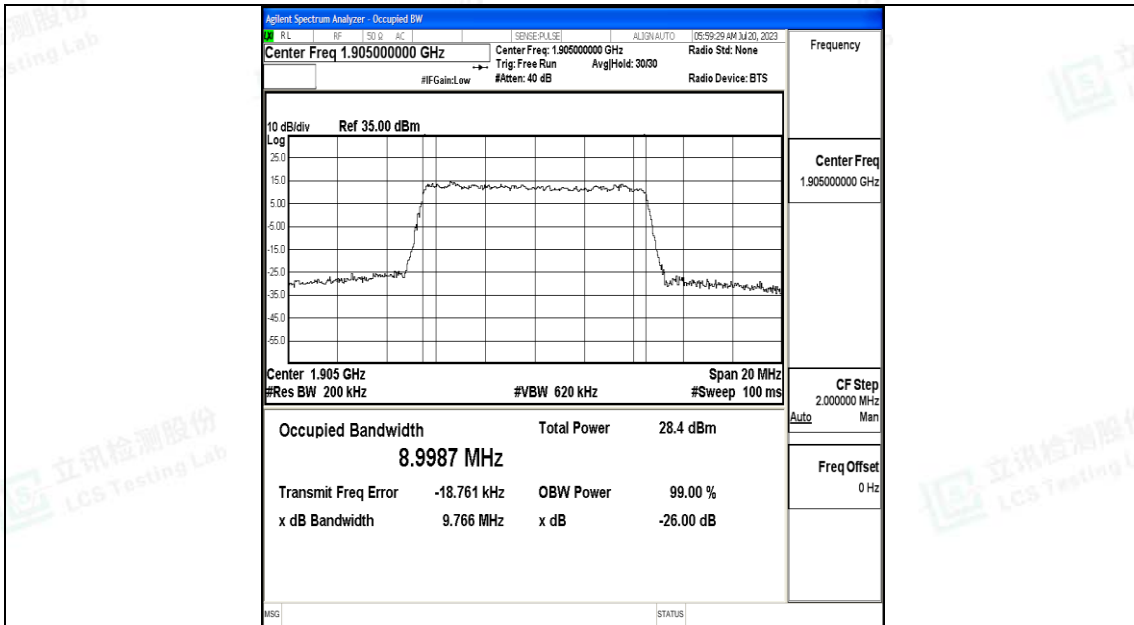 Agilent Spectrum Analyzer - Occupied BW
RL RF 50 Ω AC SENSE:PULSE ALIGNAUTO 05:59:29 AM Jul 20, 2023
Center Freq 1.905000000 GHz
Center Freq: 1.905000000 GHz
Radio Std: None
Trig: Free Run Avg|Hold: 30/30
#IFGain:Low
#Atten: 40 dB
Radio Device: BTS
10 dB/div Ref 35.00 dBm
Log
25.0
15.0
5.00
-5.00
-15.0
-25.0
-35.0
-45.0
-55.0
Center 1.905 GHz Span 20 MHz
#Res BW 200 kHz #VBW 620 kHz #Sweep 100 ms
Occupied Bandwidth
8.9987 MHz
Total Power 28.4 dBm
Transmit Freq Error -18.761 kHz OBW Power 99.00 %
x dB Bandwidth 9.766 MHz x dB -26.00 dB
MSG STATUS
Frequency
Center Freq
1.905000000 GHz
CF Step
2.000000 MHz
Auto Man
Freq Offset
0 Hz
立讯检测股份
LCS Testing Lab
立讯检测股份